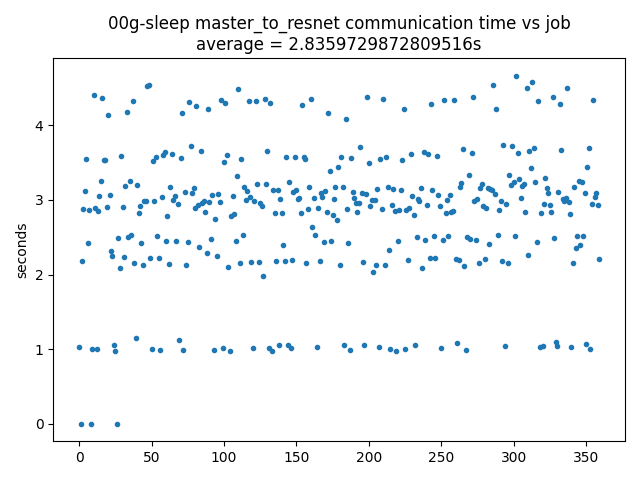 00g-sleep master_to_resnet communication time vs job
average = 2.8359729872809516s
seconds
4
3
2
1
0
0 50 100 150 200 250 300 350